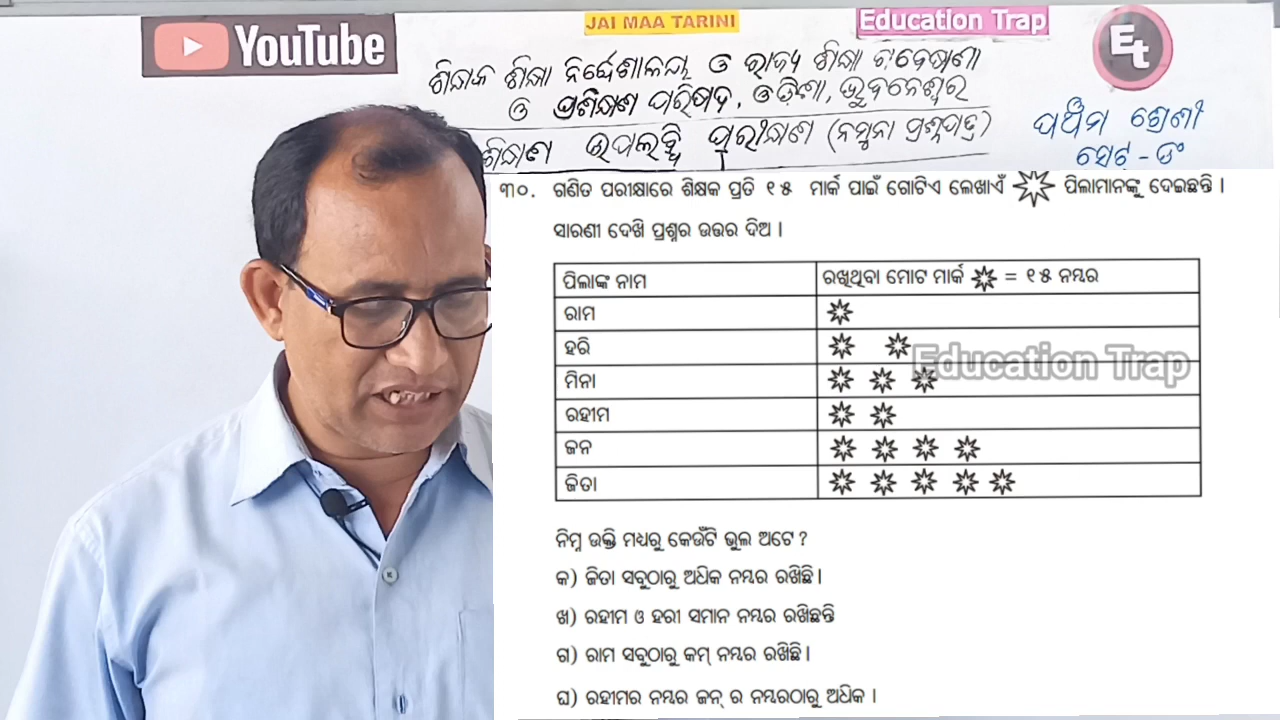 YouTube
JAI MAA TARINI
Education Trap
Et
ଶିକ୍ଷକ ଶିକ୍ଷା ନିର୍ଦ୍ଦେଶାଳୟ ଓ ରାଜ୍ୟ ଶିକ୍ଷା ଗବେଷଣା
ଓ ପ୍ରଶିକ୍ଷଣ ପରିଷଦ, ଓଡ଼ିଶା, ଭୁବନେଶ୍ୱର
ଶିକ୍ଷଣ ଉପଲବ୍ଧି ପରୀକ୍ଷଣ (ନମୁନା ପ୍ରଶ୍ନପତ୍ର)
ପଞ୍ଚମ ଶ୍ରେଣୀ
ସେଟ - ଙ
୩୦. ଗଣିତ ପରୀକ୍ଷାରେ ଶିକ୍ଷକ ପ୍ରତି ୧୫ ମାର୍କ ପାଇଁ ଗୋଟିଏ ଲେଖାଏଁ ପିଲାମାନଙ୍କୁ ଦେଇଛନ୍ତି ।
ସାରଣୀ ଦେଖି ପ୍ରଶ୍ନର ଉତ୍ତର ଦିଅ ।
ପିଲାଙ୍କ ନାମ ରଖିଥିବା ମୋଟ ମାର୍କ = ୧୫ ନମ୍ବର
ରାମ
ହରି
Education Trap
ମିନା
ରହୀମ
ଜନ
ଜିତା
ନିମ୍ନ ଉକ୍ତି ମଧ୍ୟରୁ କେଉଁଟି ଭୁଲ ଅଟେ ?
କ) ଜିତା ସବୁଠାରୁ ଅଧିକ ନମ୍ବର ରଖିଛି ।
ଖ) ରହୀମ ଓ ହରୀ ସମାନ ନମ୍ବର ରଖିଛନ୍ତି
ଗ) ରାମ ସବୁଠାରୁ କମ୍ ନମ୍ବର ରଖିଛି ।
ଘ) ରହୀମର ନମ୍ବର ଜନ୍ ର ନମ୍ବରଠାରୁ ଅଧିକ ।